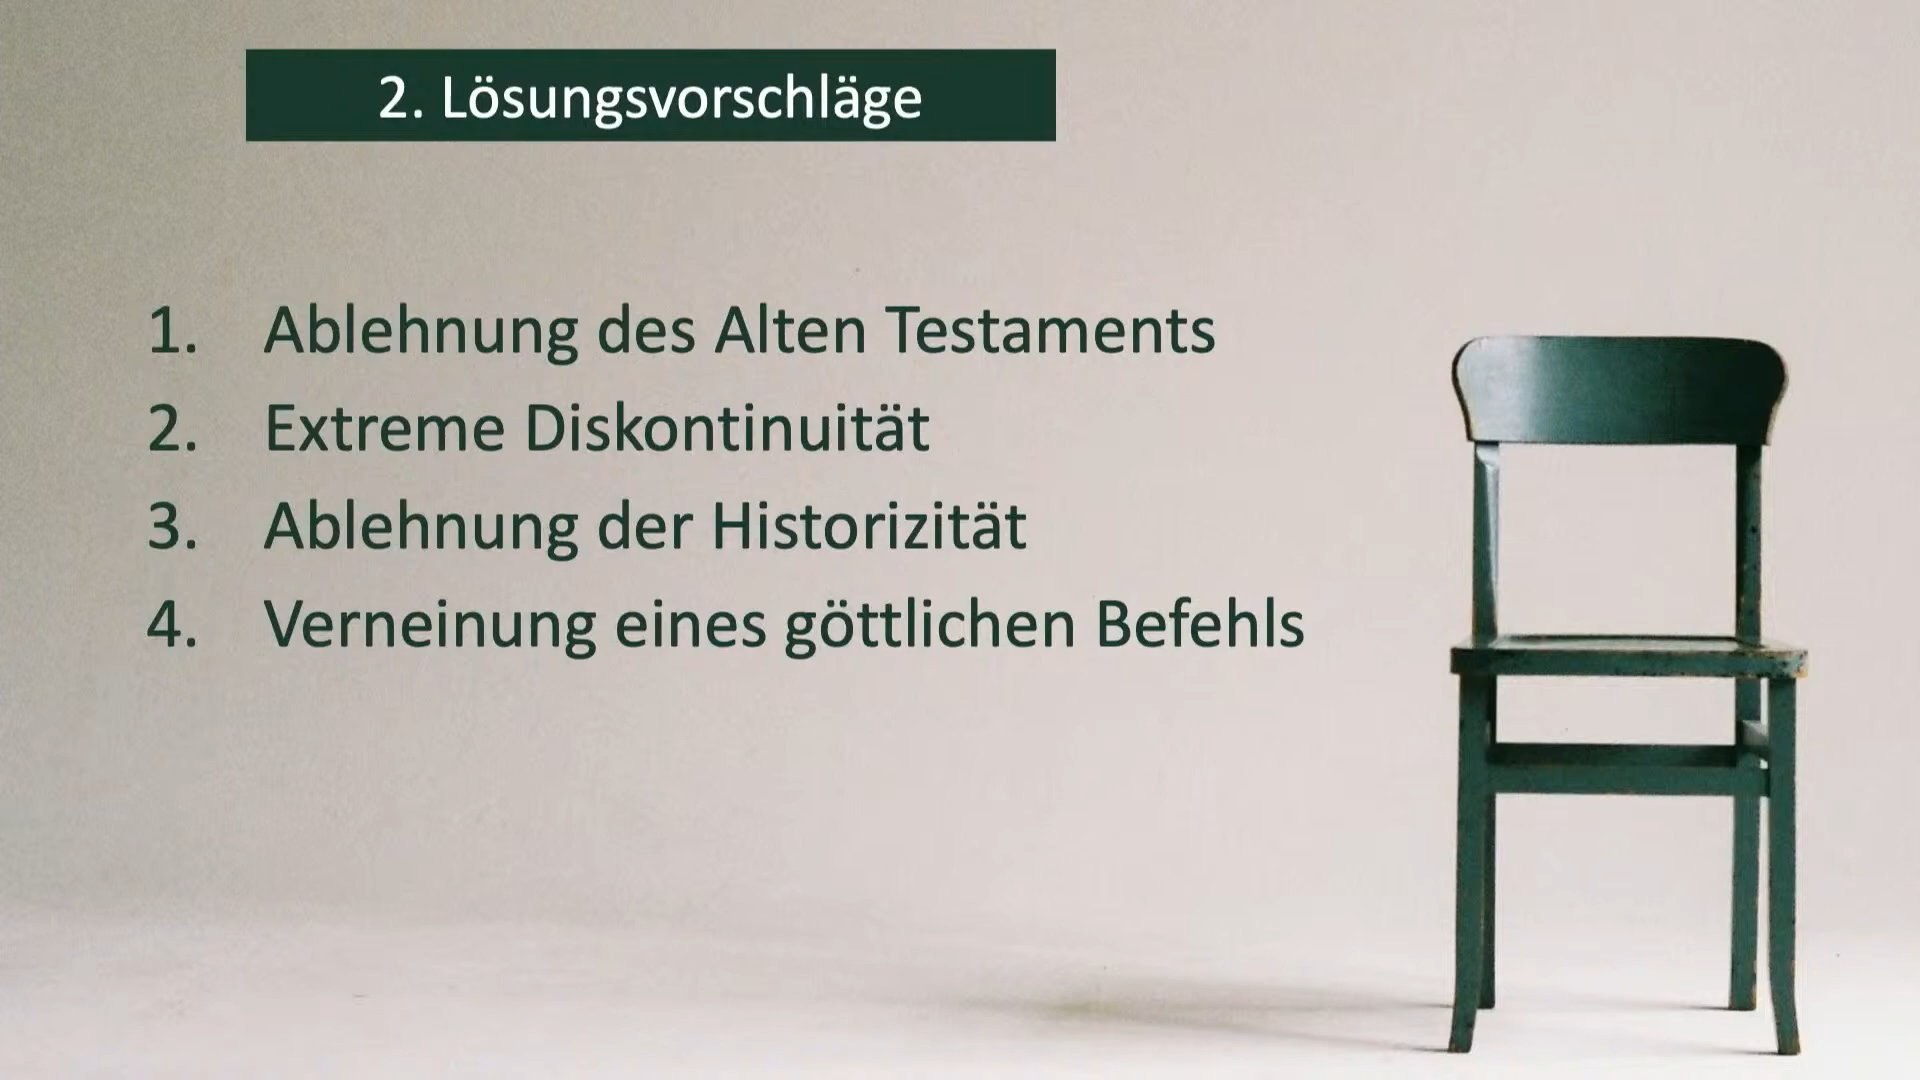 2. Lösungsvorschläge
1. Ablehnung des Alten Testaments
2. Extreme Diskontinuität
3. Ablehnung der Historizität
4. Verneinung eines göttlichen Befehls